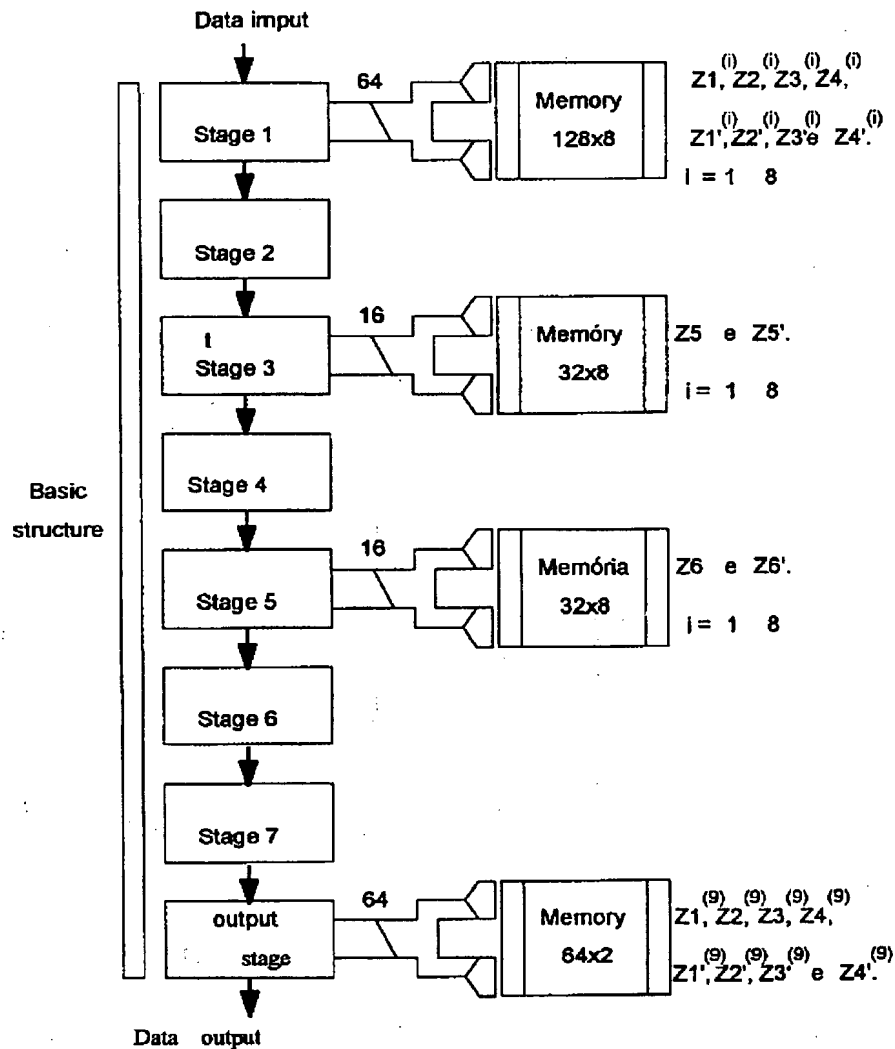 Data imput
64
Stage 1
Memory
128x8
Z1,(i) Z2,(i) Z3,(i) Z4,(i)
Z1',(i) Z2',(i) Z3'(i) e Z4'.(i)
i = 1 8
Stage 2
16
t
Stage 3
Memóry
32x8
Z5 e Z5'.
i = 1 8
Stage 4
Basic
structure
16
Stage 5
Memória
32x8
Z6 e Z6'.
i = 1 8
Stage 6
Stage 7
64
output
stage
Memory
64x2
Z1,(9) Z2,(9) Z3,(9) Z4,(9)
Z1',(9) Z2',(9) Z3'(9) e Z4'.(9)
Data output